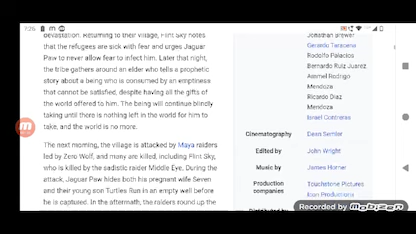 7:26
devastation. Returning to their village, Flint Sky notes
that the refugees are sick with fear and urges Jaguar
Paw to never allow fear to infect him. Later that night,
the tribe gathers around an elder who tells a prophetic
story about a being who is consumed by an emptiness
that cannot be satisfied, despite having all the gifts of
the world offered to him. The being will continue blindly
taking until there is nothing left in the world for him to
take, and the world is no more.
The next morning, the village is attacked by Maya raiders
led by Zero Wolf, and many are killed, including Flint Sky,
who is killed by the sadistic raider Middle Eye. During the
attack, Jaguar Paw hides both his pregnant wife Seven
and their young son Turtles Run in an empty well before
he is captured. In the aftermath, the raiders round up the
Jonathan Brewer
Gerardo Taracena
Rodolfo Palacios
Bernardo Ruiz Juarez
Ammel Rodrigo
Mendoza
Ricardo Diaz
Mendoza
Israel Contreras
Cinematography Dean Semler
Edited by John Wright
Music by James Horner
Production companies Touchstone Pictures
Icon Productions
Distributed by
Recorded by Mobizen